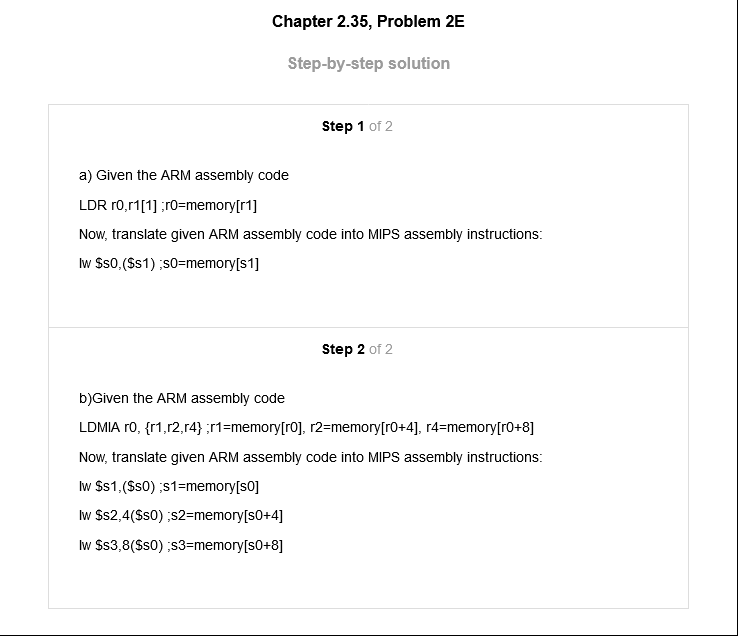 Chapter 2.35, Problem 2E
Step-by-step solution
Step 1 of 2
a) Given the ARM assembly code
LDR r0,r1[1] ;r0=memory[r1]
Now, translate given ARM assembly code into MIPS assembly instructions:
lw $s0,($s1) ;s0=memory[s1]
Step 2 of 2
b)Given the ARM assembly code
LDMIA r0, {r1,r2,r4} ;r1=memory[r0], r2=memory[r0+4], r4=memory[r0+8]
Now, translate given ARM assembly code into MIPS assembly instructions:
lw $s1,($s0) ;s1=memory[s0]
lw $s2,4($s0) ;s2=memory[s0+4]
lw $s3,8($s0) ;s3=memory[s0+8]